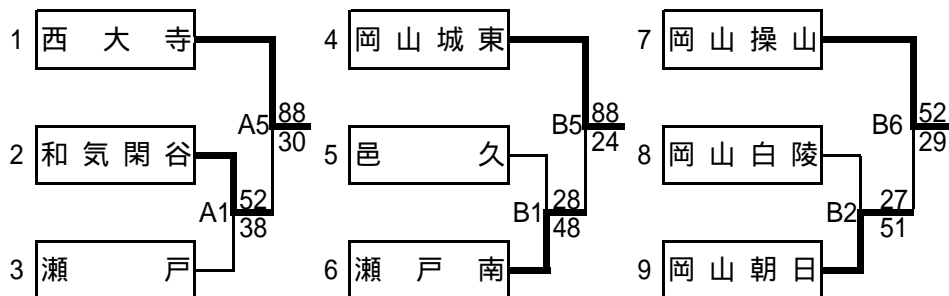 1 西大寺
4 岡山城東
7 岡山操山
A5 88
30
B5 88
24
B6 52
29
2 和気閑谷
5 邑久
8 岡山白陵
A1 52
38
B1 28
48
B2 27
51
3 瀬戸
6 瀬戸南
9 岡山朝日